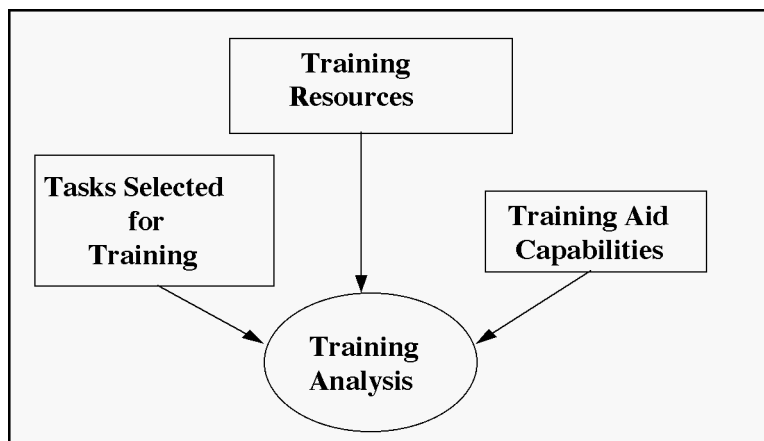 Training
Resources
Tasks Selected
for
Training
Training Aid
Capabilities
Training
Analysis